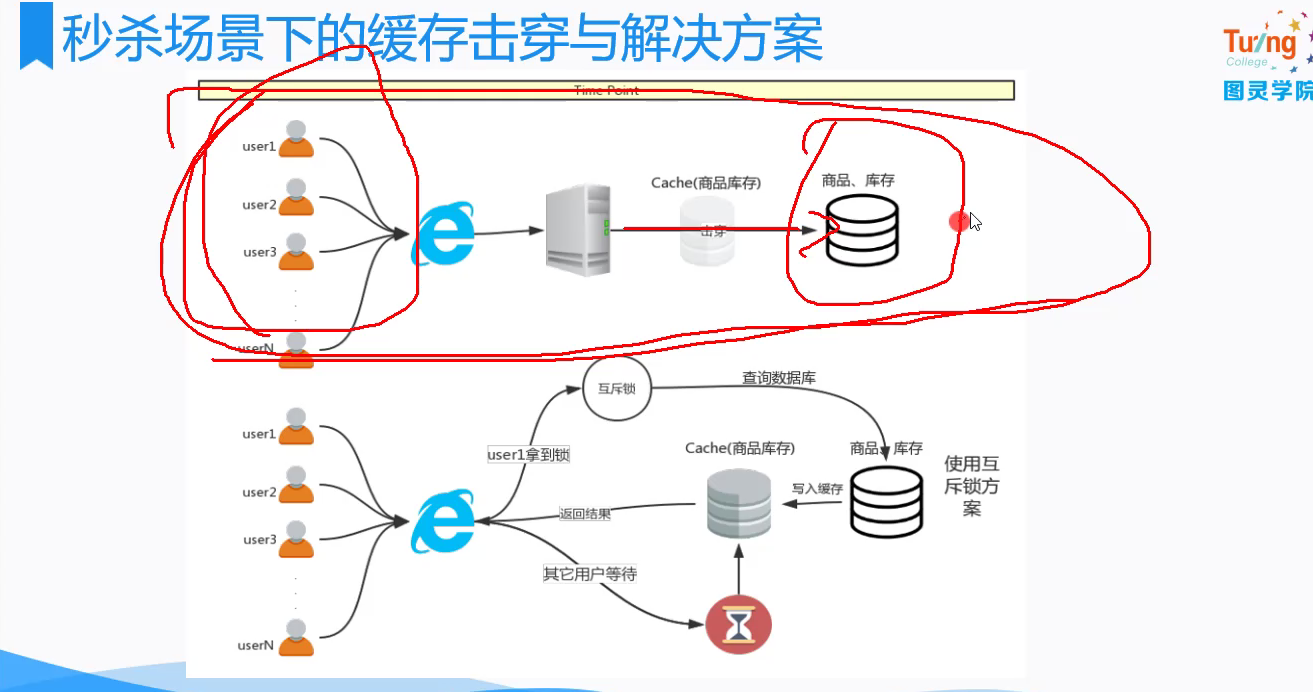 秒杀场景下的缓存击穿与解决方案
Tu/ing
College
图灵学院
Time Point
user1
user2
user3
userN
Cache(商品库存)
击穿
商品、库存
互斥锁
查询数据库
user1
user2
user3
userN
user1拿到锁
Cache(商品库存)
商品、库存
写入缓存
返回结果
其它用户等待
使用互
斥锁方
案